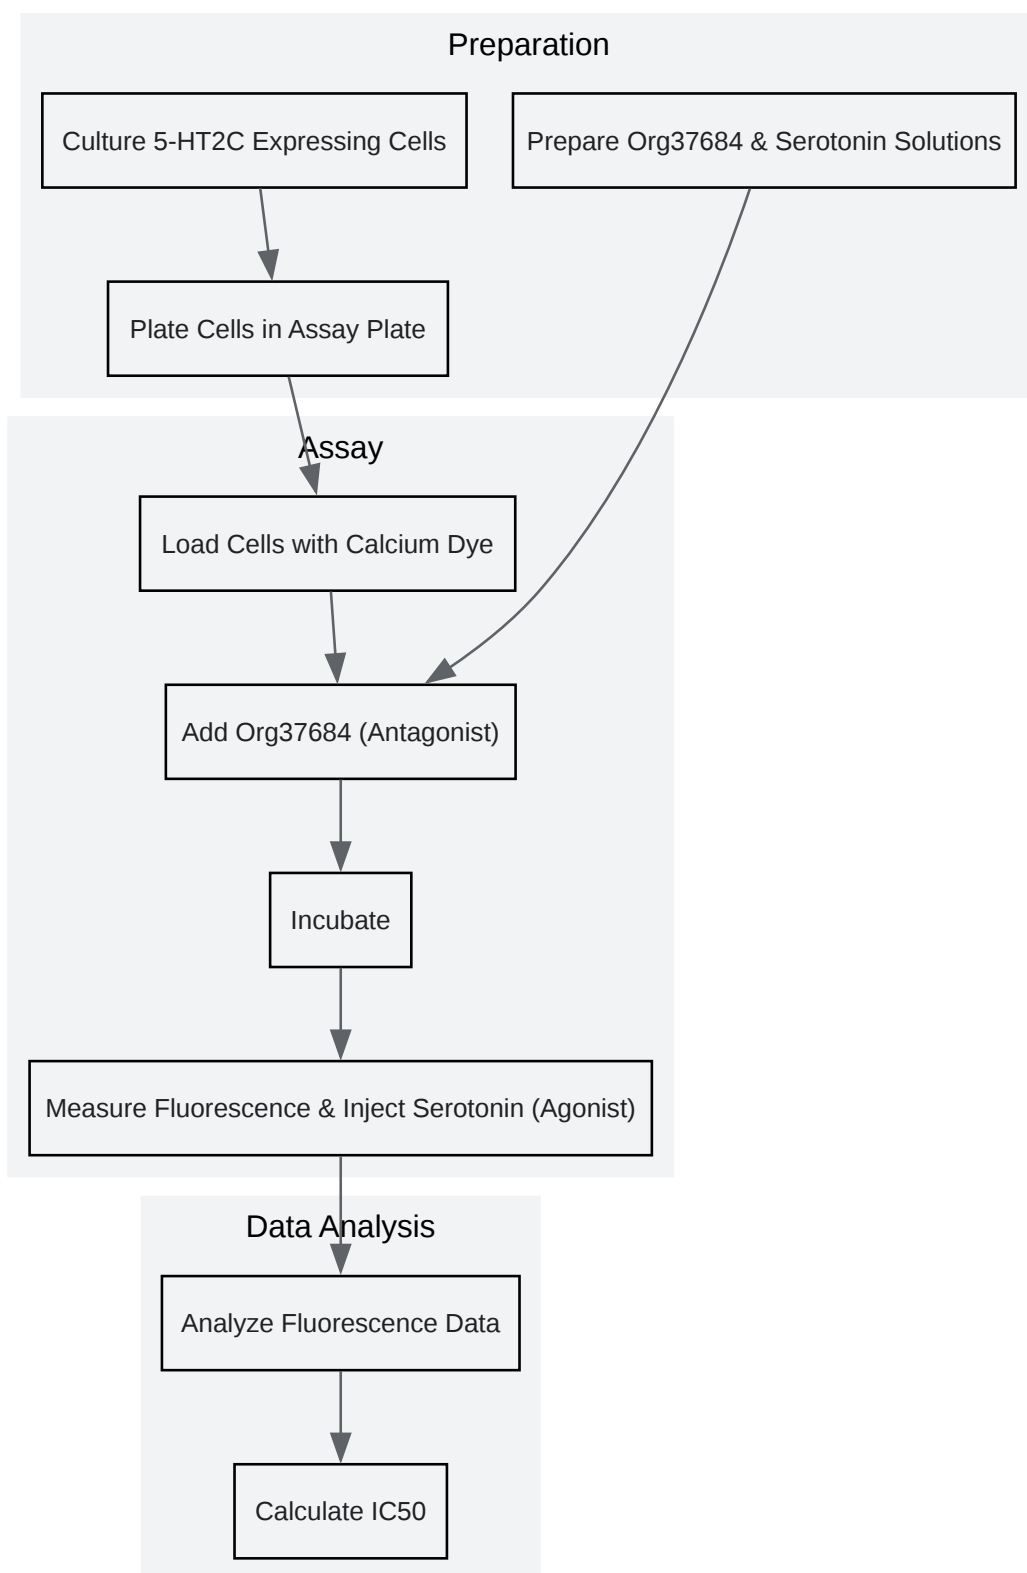 Preparation
Culture 5-HT2C Expressing Cells
Prepare Org37684 & Serotonin Solutions
Plate Cells in Assay Plate
Assay
Load Cells with Calcium Dye
Add Org37684 (Antagonist)
Incubate
Measure Fluorescence & Inject Serotonin (Agonist)
Data Analysis
Analyze Fluorescence Data
Calculate IC50